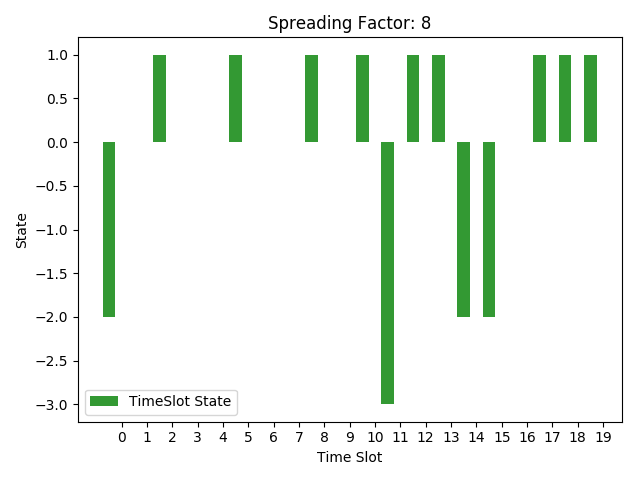 Spreading Factor: 8
1.0
0.5
0.0
−0.5
−1.0
−1.5
−2.0
−2.5
−3.0
State
TimeSlot State
0 1 2 3 4 5 6 7 8 9 10 11 12 13 14 15 16 17 18 19
Time Slot